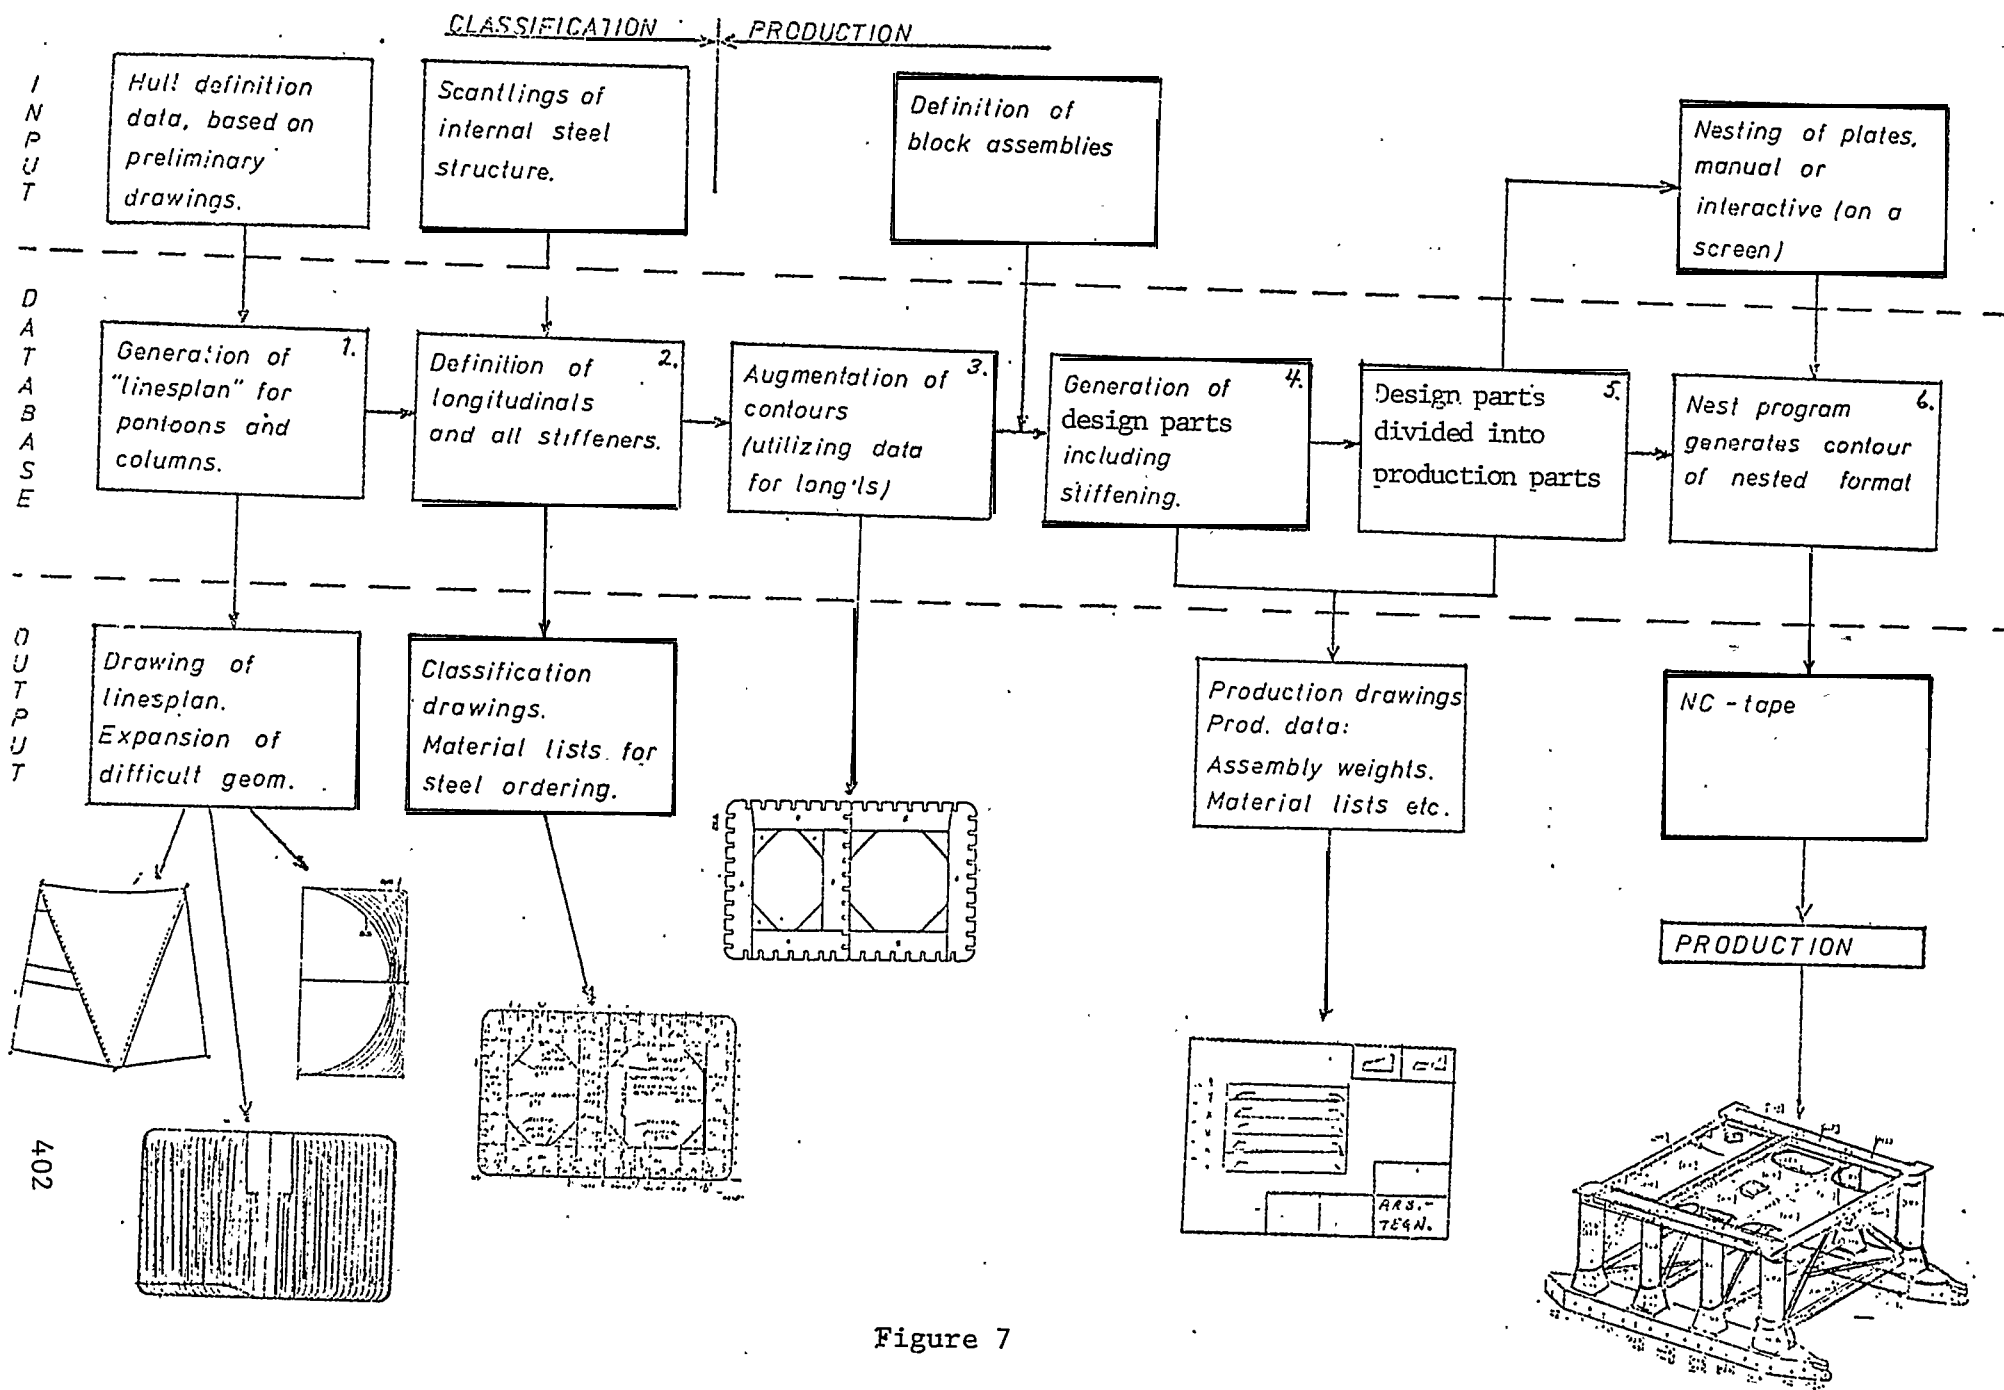 CLASSIFICATION
PRODUCTION
INPUT
Hull definition
data, based on
preliminary
drawings.
Scantlings of
internal steel
structure.
Definition of
block assemblies
Nesting of plates,
manual or
interactive (on a
screen)
DATABASE
1.
Generation of
"linesplan" for
pontoons and
columns.
2.
Definition of
longitudinals
and all stiffeners.
3.
Augmentation of
contours
(utilizing data
for long'ls)
4.
Generation of
design parts
including
stiffening.
5.
Design parts
divided into
production parts
6.
Nest program
generates contour
of nested format
OUTPUT
Drawing of
linesplan.
Expansion of
difficult geom.
Classification
drawings.
Material lists for
steel ordering.
Production drawings
Prod. data:
Assembly weights.
Material lists etc.
NC - tape
PRODUCTION
ARB.-
TEGN.
402
Figure 7